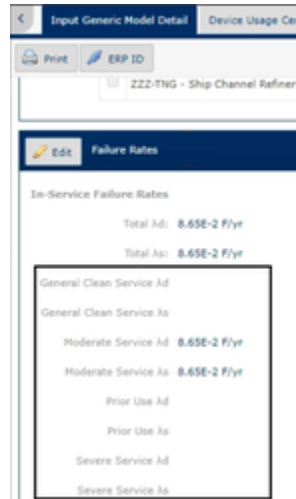 Input Generic Model Detail Device Usage Ce
Print ERP ID
ZZZ-TNG - Ship Channel Refiner
Edit Failure Rates
In-Service Failure Rates
Total λd: 8.65E-2 F/yr
Total λs: 8.65E-2 F/yr
General Clean Service λd
General Clean Service λs
Moderate Service λd 8.65E-2 F/yr
Moderate Service λs 8.65E-2 F/yr
Prior Use λd
Prior Use λs
Severe Service λd
Severe Service λs